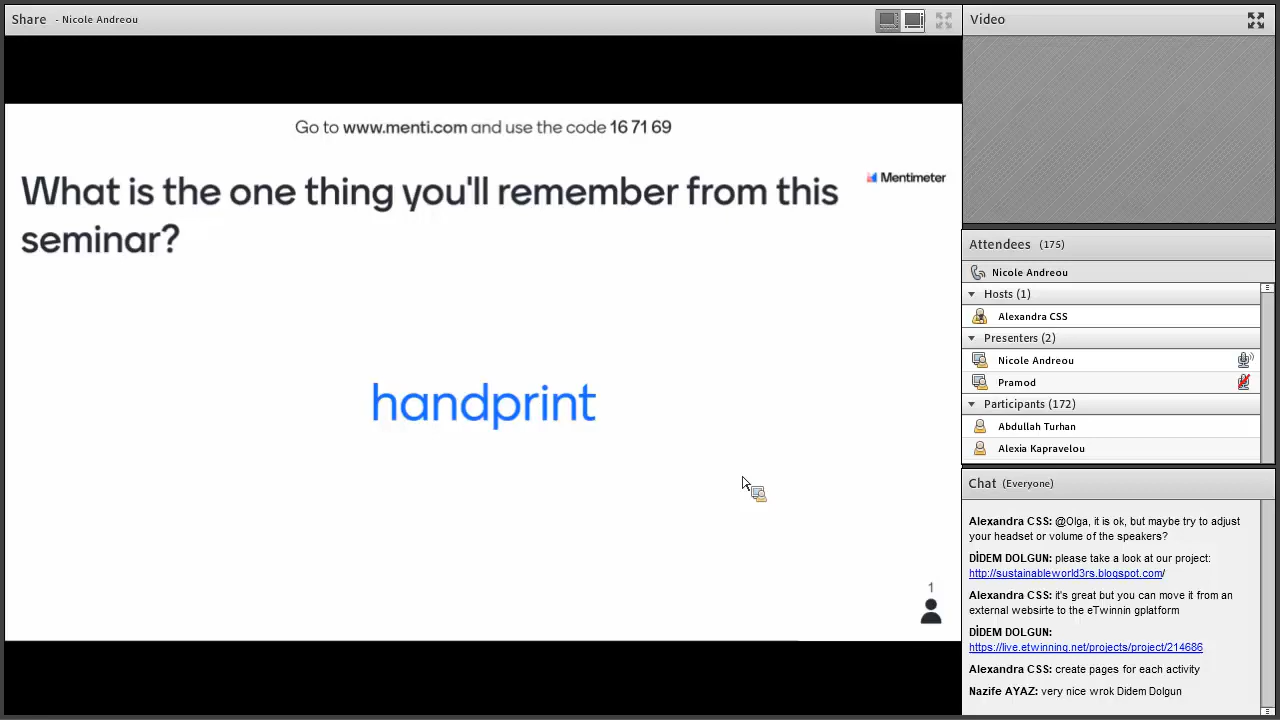 Share - Nicole Andreou
Go to www.menti.com and use the code 16 71 69
What is the one thing you'll remember from this
seminar?
Mentimeter
handprint
1
Video
Attendees (175)
Nicole Andreou
Hosts (1)
Alexandra CSS
Presenters (2)
Nicole Andreou
Pramod
Participants (172)
Abdullah Turhan
Alexia Kapravelou
Chat (Everyone)
Alexandra CSS: @Olga, it is ok, but maybe try to adjust
your headset or volume of the speakers?
DİDEM DOLGUN: please take a look at our project:
http://sustainableworld3rs.blogspot.com/
Alexandra CSS: it's great but you can move it from an
external websirte to the eTwinnin gplatform
DİDEM DOLGUN:
https://live.etwinning.net/projects/project/214686
Alexandra CSS: create pages for each activity
Nazife AYAZ: very nice wrok Didem Dolgun